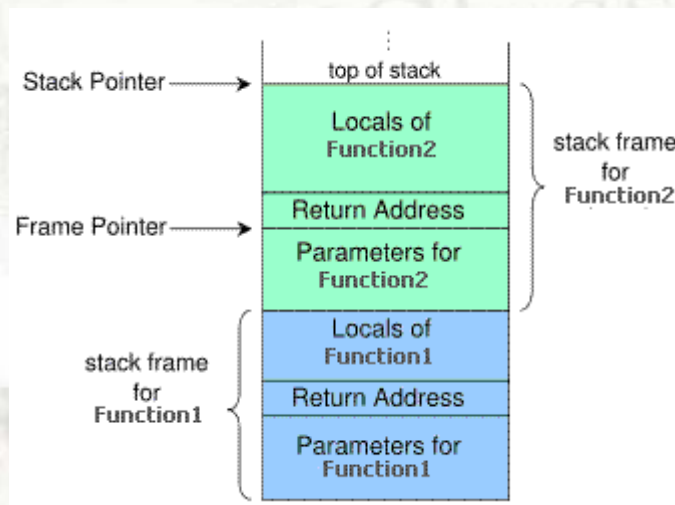 top of stack
Stack Pointer
Locals of
Function2
stack frame
for
Function2
Return Address
Frame Pointer
Parameters for
Function2
Locals of
Function1
stack frame
for
Function1
Return Address
Parameters for
Function1